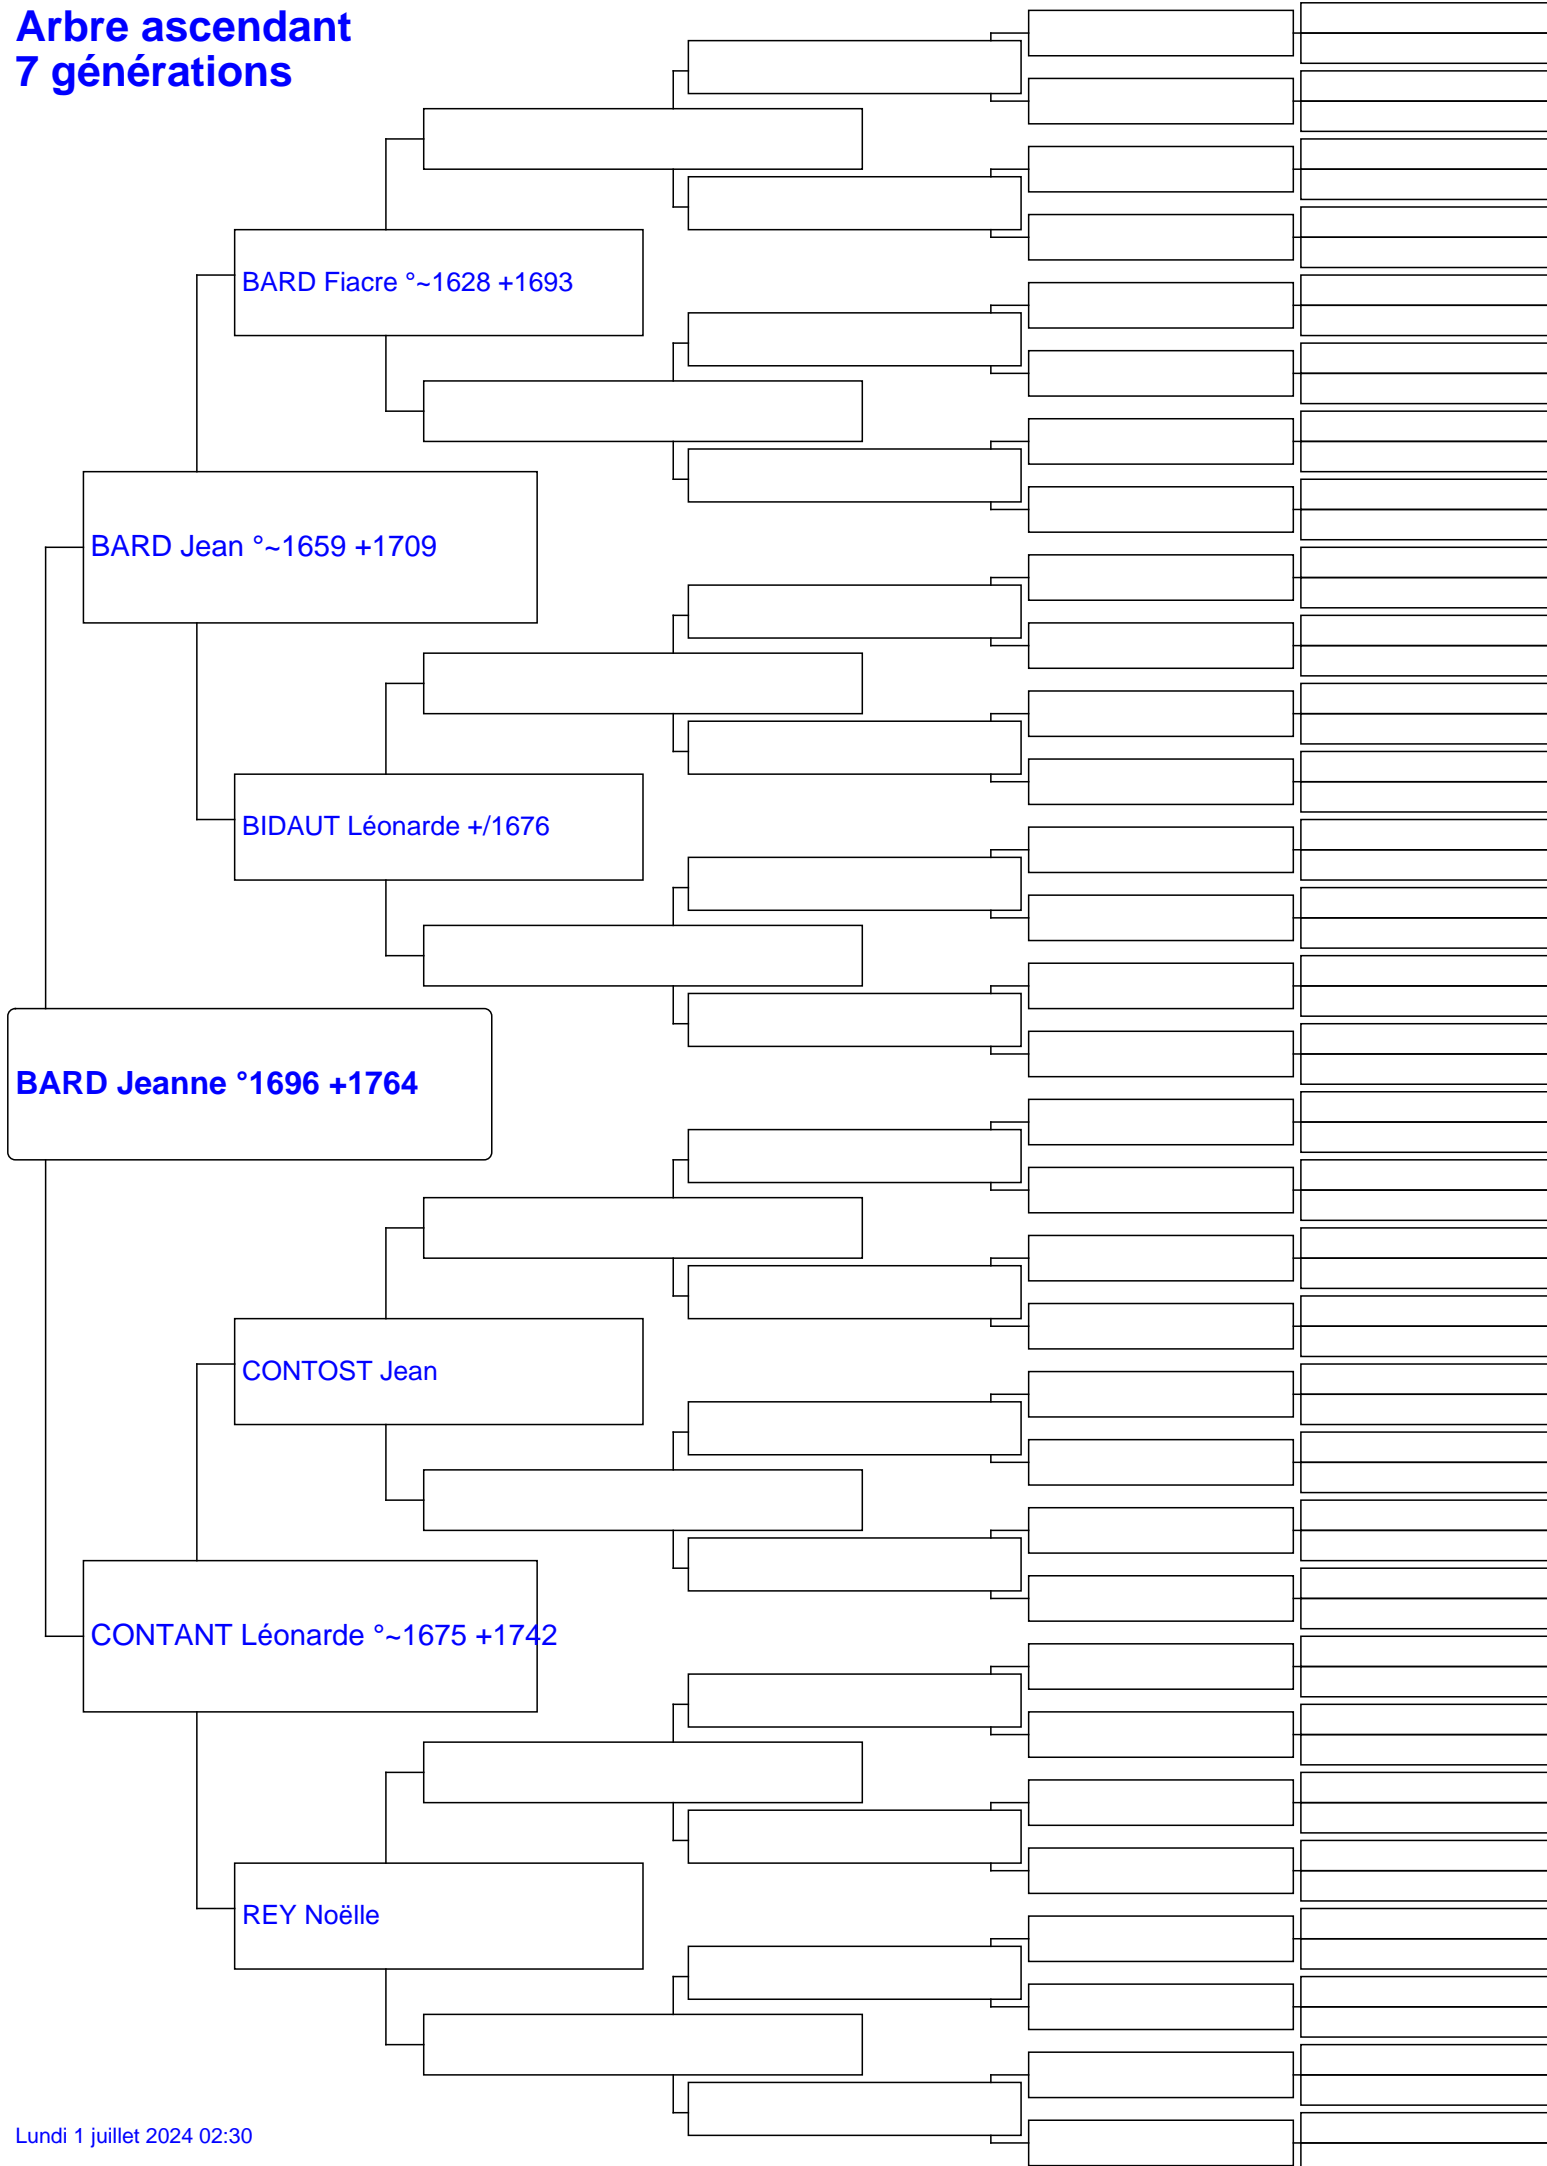 Arbre ascendant
7 générations
BARD Fiacre °~1628 +1693
BARD Jean °~1659 +1709
BIDAUT Léonarde +/1676
BARD Jeanne °1696 +1764
CONTOST Jean
CONTANT Léonarde °~1675 +1742
REY Noëlle
Lundi 1 juillet 2024 02:30